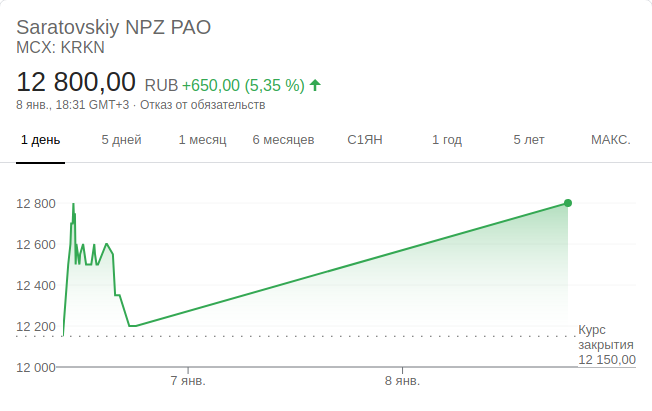 Saratovskiy NPZ PAO
MCX: KRKN
12 800,00 RUB +650,00 (5,35 %)
8 янв., 18:31 GMT+3 · Отказ от обязательств
1 день 5 дней 1 месяц 6 месяцев С1ЯН 1 год 5 лет МАКС.
12 800
12 600
12 400
12 200
12 000
Курс
закрытия
12 150,00
7 янв. 8 янв.